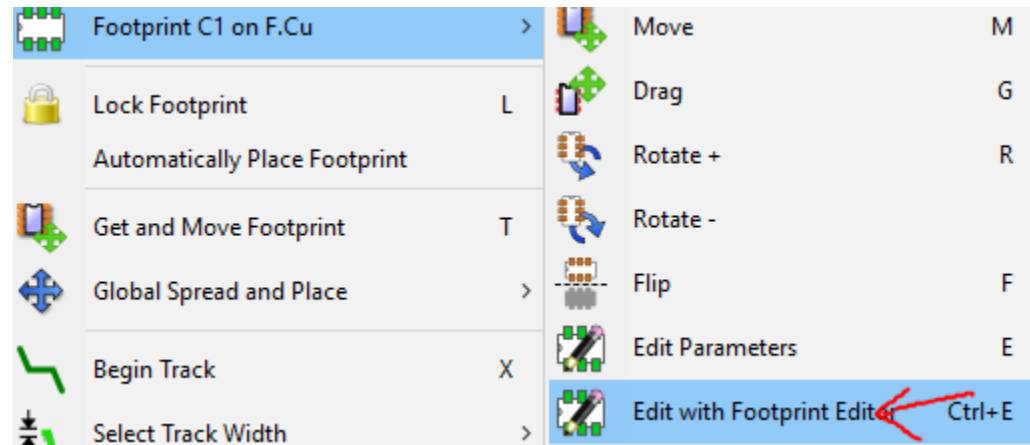 Footprint C1 on F.Cu >
Lock Footprint L
Automatically Place Footprint
Get and Move Footprint T
Global Spread and Place >
Begin Track X
Select Track Width >
Move M
Drag G
Rotate + R
Rotate -
Flip F
Edit Parameters E
Edit with Footprint Editor Ctrl+E